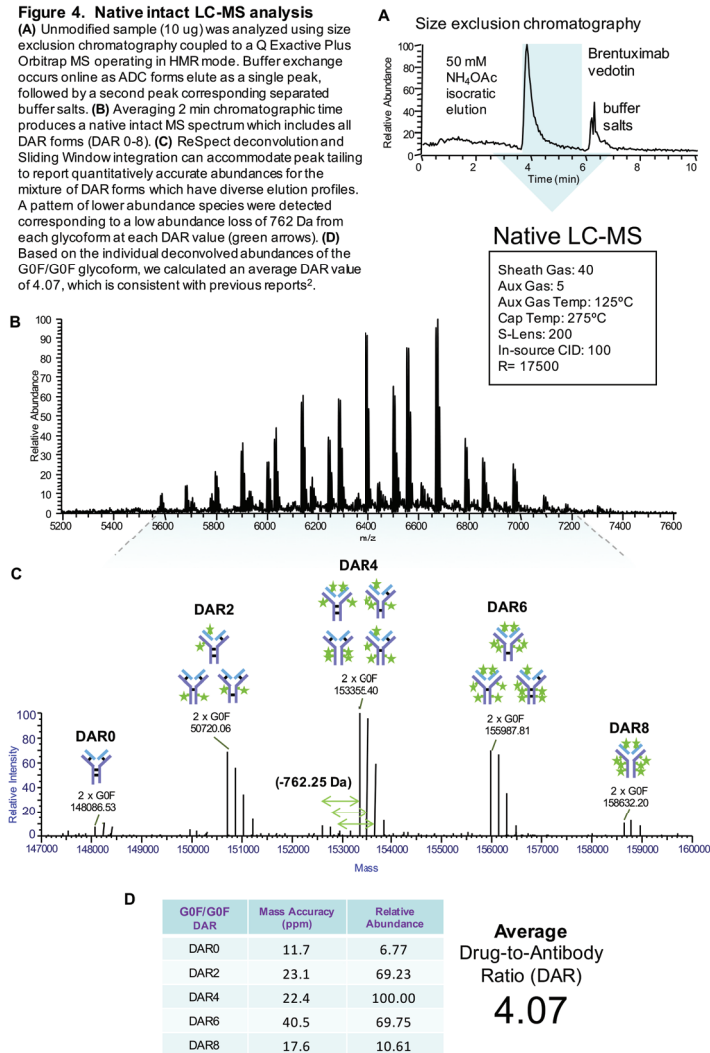 Figure 4. Native intact LC-MS analysis
(A) Unmodified sample (10 ug) was analyzed using size
exclusion chromatography coupled to a Q Exactive Plus
Orbitrap MS operating in HMR mode. Buffer exchange
occurs online as ADC forms elute as a single peak,
followed by a second peak corresponding separated
buffer salts. (B) Averaging 2 min chromatographic time
produces a native intact MS spectrum which includes all
DAR forms (DAR 0-8). (C) ReSpect deconvolution and
Sliding Window integration can accommodate peak tailing
to report quantitatively accurate abundances for the
mixture of DAR forms which have diverse elution profiles.
A pattern of lower abundance species were detected
corresponding to a low abundance loss of 762 Da from
each glycoform at each DAR value (green arrows). (D)
Based on the individual deconvolved abundances of the
G0F/G0F glycoform, we calculated an average DAR value
of 4.07, which is consistent with previous reports².
A
Size exclusion chromatography
Relative Abundance
100
80
60
40
20
0
50 mM
NH₄OAc
isocratic
elution
Brentuximab
vedotin
buffer
salts
0 2 4 6 8 10
Time (min)
Native LC-MS
Sheath Gas: 40
Aux Gas: 5
Aux Gas Temp: 125ºC
Cap Temp: 275ºC
S-Lens: 200
In-source CID: 100
R= 17500
B
Relative Abundance
100
90
80
70
60
50
40
30
20
10
0
5200 5400 5600 5800 6000 6200 6400 6600 6800 7000 7200 7400 7600
m/z
C
DAR0
2 x G0F
148086.53
DAR2
2 x G0F
50720.06
DAR4
2 x G0F
153355.40
DAR6
2 x G0F
155987.81
DAR8
2 x G0F
158632.20
(-762.25 Da)
Relative Intensity
100
80
60
40
20
0
147000 148000 149000 150000 151000 152000 153000 154000 155000 156000 157000 158000 159000 160000
Mass
D
G0F/G0F DAR Mass Accuracy (ppm) Relative Abundance
DAR0 11.7 6.77
DAR2 23.1 69.23
DAR4 22.4 100.00
DAR6 40.5 69.75
DAR8 17.6 10.61
Average
Drug-to-Antibody
Ratio (DAR)
4.07